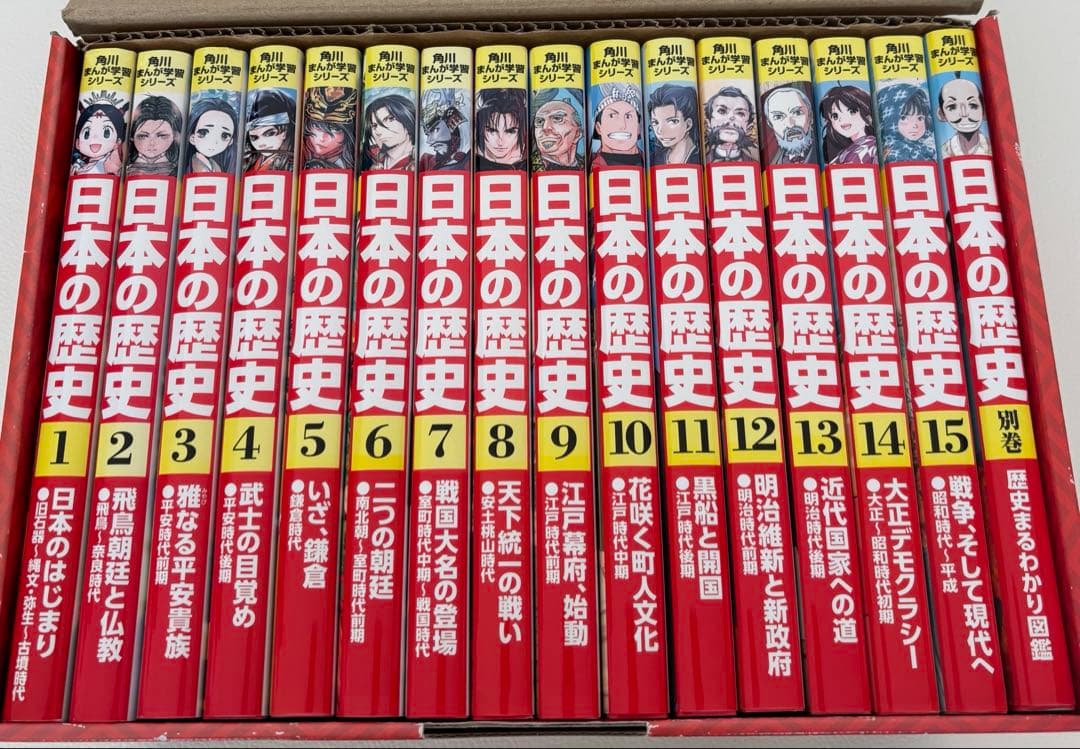 角川
まんが学習
シリーズ
日本の歴史
1
日本のはじまり
●旧石器～縄文・弥生～古墳時代
角川
まんが学習
シリーズ
日本の歴史
2
飛鳥朝廷と仏教
●飛鳥～奈良時代
角川
まんが学習
シリーズ
日本の歴史
3
雅なる平安貴族
みやび
●平安時代前期
角川
まんが学習
シリーズ
日本の歴史
4
武士の目覚め
●平安時代後期
角川
まんが学習
シリーズ
日本の歴史
5
いざ、鎌倉
●鎌倉時代
角川
まんが学習
シリーズ
日本の歴史
6
二つの朝廷
●南北朝～室町時代前期
角川
まんが学習
シリーズ
日本の歴史
7
戦国大名の登場
●室町時代中期～戦国時代
角川
まんが学習
シリーズ
日本の歴史
8
天下統一の戦い
●安土桃山時代
角川
まんが学習
シリーズ
日本の歴史
9
江戸幕府、始動
●江戸時代前期
角川
まんが学習
シリーズ
日本の歴史
10
花咲く町人文化
●江戸時代中期
角川
まんが学習
シリーズ
日本の歴史
11
黒船と開国
●江戸時代後期
角川
まんが学習
シリーズ
日本の歴史
12
明治維新と新政府
●明治時代前期
角川
まんが学習
シリーズ
日本の歴史
13
近代国家への道
●明治時代後期
角川
まんが学習
シリーズ
日本の歴史
14
大正デモクラシー
●大正～昭和時代初期
角川
まんが学習
シリーズ
日本の歴史
15
戦争、そして現代へ
●昭和時代～平成
角川
まんが学習
シリーズ
日本の歴史
別巻
●歴史まるわかり図鑑